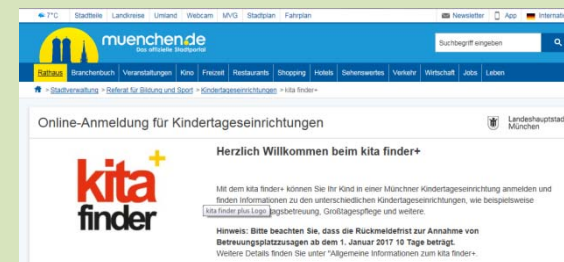 7°C Stadtteile Landkreise Umland Webcam MVG Stadtplan Fahrplan Newsletter App Internatio
muenchen.de
Das offizielle Stadtportal
Suchbegriff eingeben
Rathaus Branchenbuch Veranstaltungen Kino Freizeit Restaurants Shopping Hotels Sehenswertes Verkehr Wirtschaft Jobs Leben
> Stadtverwaltung > Referat für Bildung und Sport > Kindertageseinrichtungen > kita finder+
Online-Anmeldung für Kindertageseinrichtungen
Landeshauptstad
München
kita+
finder
kita finder plus Logo
Herzlich Willkommen beim kita finder+
Mit dem kita finder+ können Sie Ihr Kind in einer Münchner Kindertageseinrichtung anmelden und
finden Informationen zu den unterschiedlichen Kindertageseinrichtungen, wie beispielsweise
tagsbetreuung, Großtagespflege und weitere.
Hinweis: Bitte beachten Sie, dass die Rückmeldefrist zur Annahme von
Betreuungsplatzzusagen ab dem 1. Januar 2017 10 Tage beträgt.
Weitere Details finden Sie unter "Allgemeine Informationen zum kita finder+.